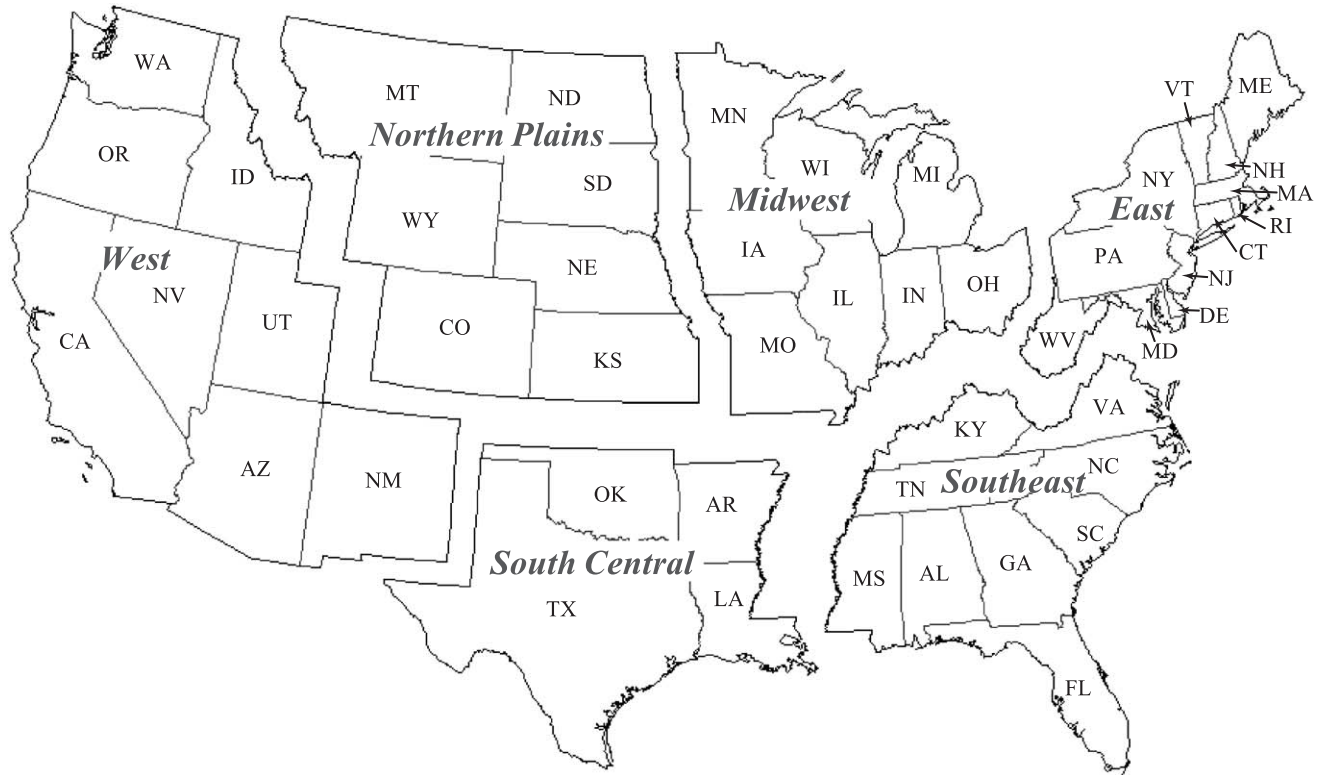 WA
OR
ID
West
NV
UT
CA
AZ
NM
MT
ND
Northern Plains
SD
WY
NE
CO
KS
MN
WI
MI
Midwest
IA
IL
IN
OH
MO
VT
ME
NY
NH
MA
East
RI
CT
PA
NJ
DE
WV
MD
OK
AR
South Central
TX
LA
VA
KY
NC
TN
Southeast
SC
GA
MS
AL
FL